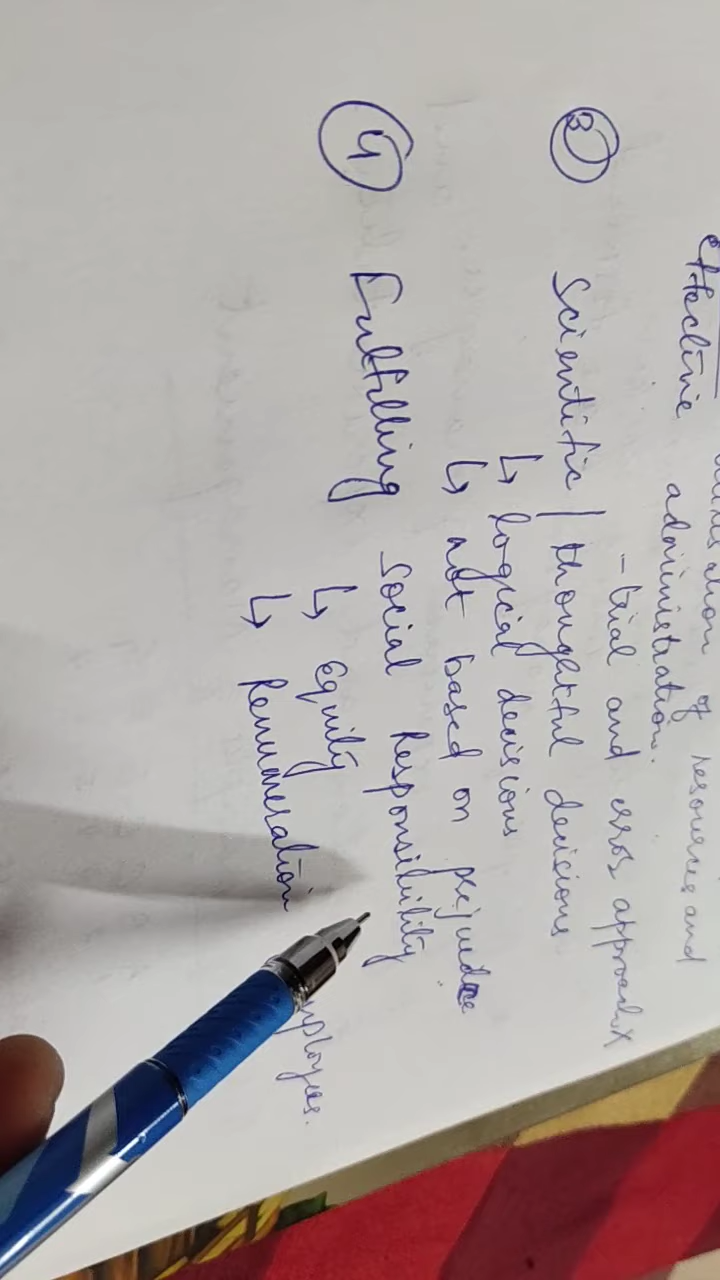 of resources and
effective administration.
- trial and error approach X
③ Scientific / thoughtful decisions
↳ logical decisions
↳ not based on prejudice
④ Fulfilling Social Responsibility
↳ Equity
↳ Remuneration